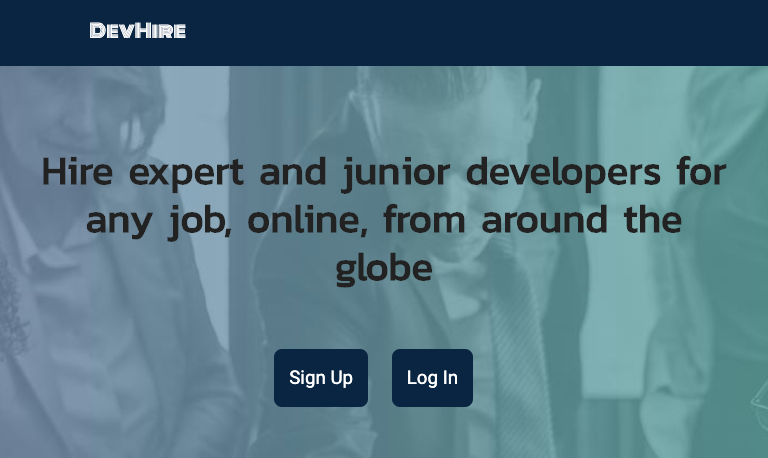 DevHire
Hire expert and junior developers for
any job, online, from around the
globe
Sign Up
Log In